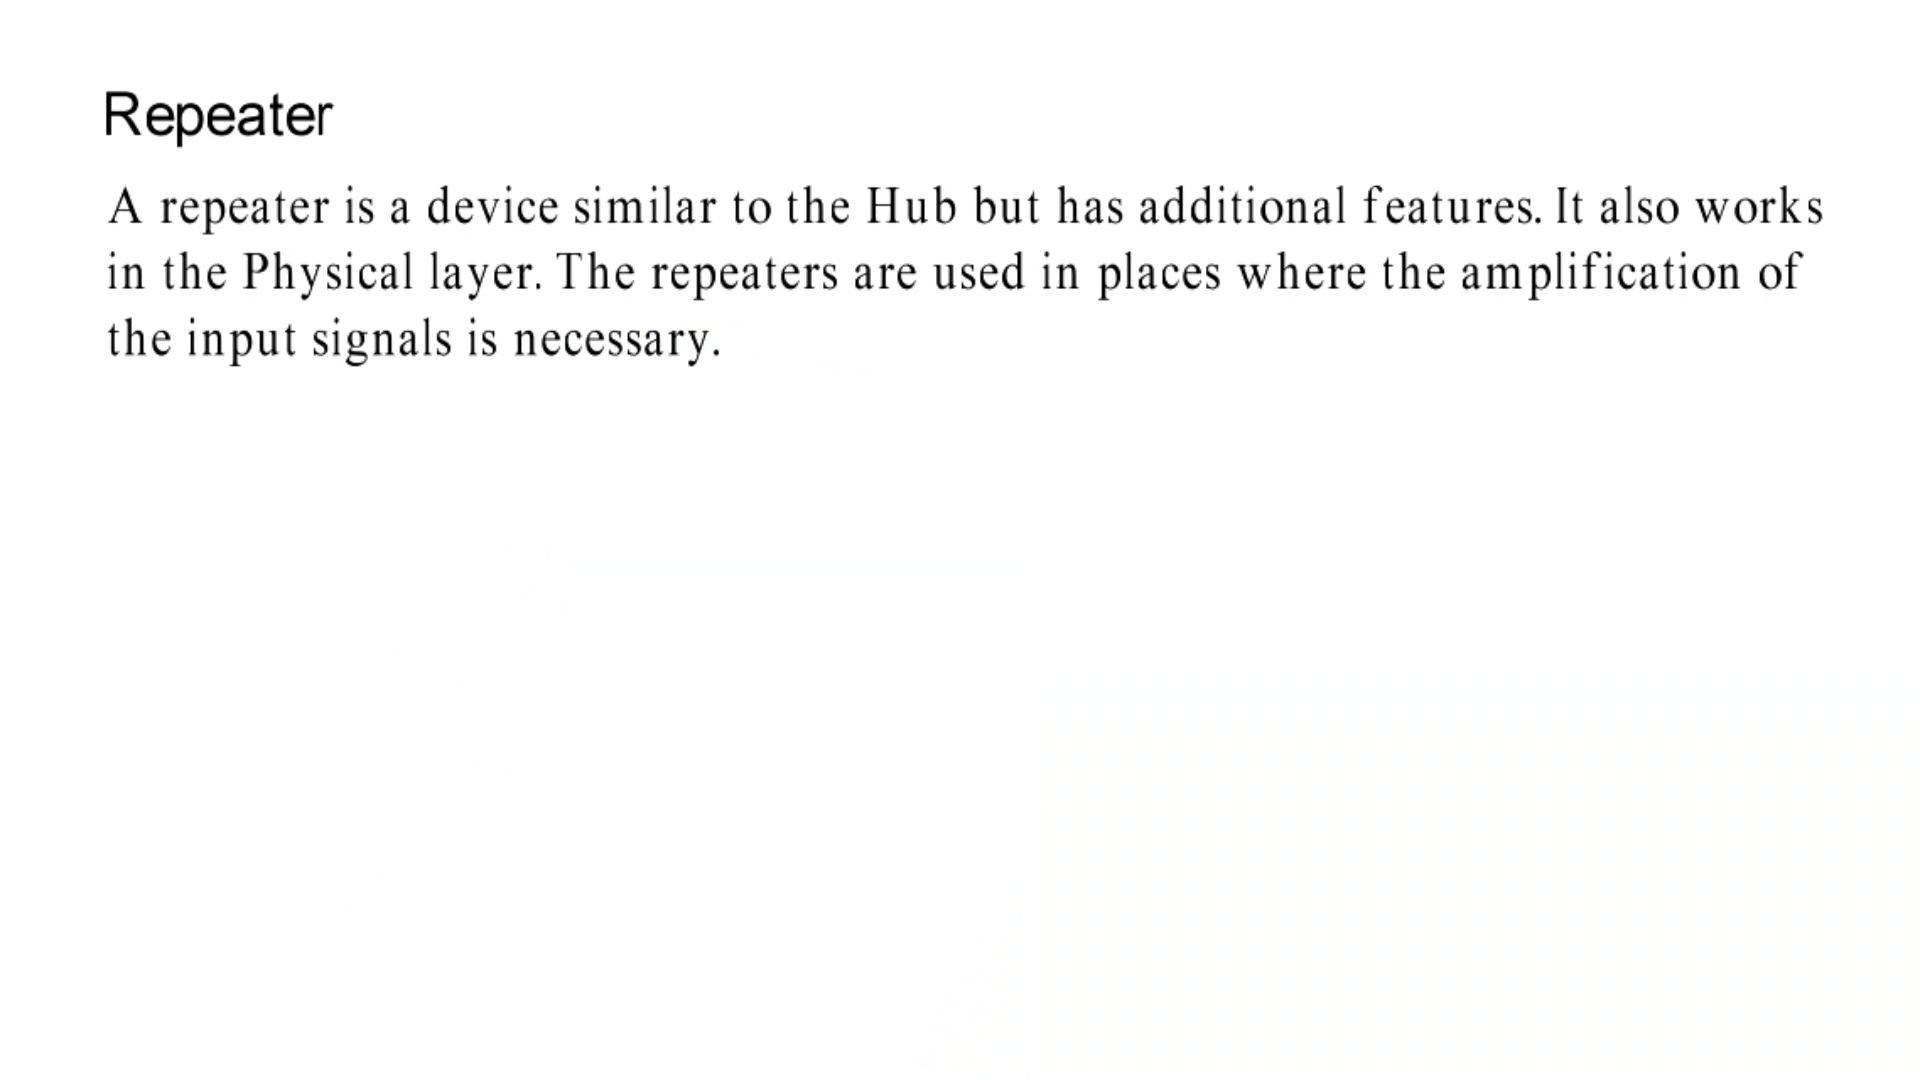 Repeater
A repeater is a device similar to the Hub but has additional features. It also works
in the Physical layer. The repeaters are used in places where the amplification of
the input signals is necessary.